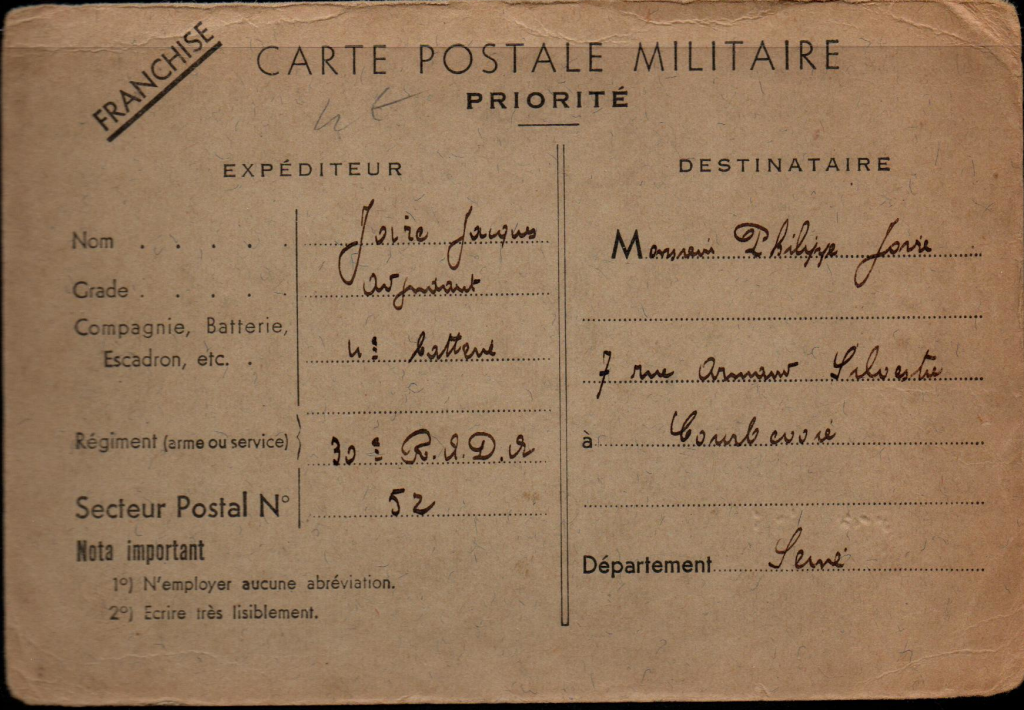 FRANCHISE
CARTE POSTALE MILITAIRE
PRIORITÉ
EXPÉDITEUR
Nom . . . . . Joire Jacques
Grade . . . . . Adjudant
Compagnie, Batterie,
Escadron, etc. . 4e batterie
Régiment (arme ou service) 30e R.A.D.A
Secteur Postal N° 52
Nota important
1°) N'employer aucune abréviation.
2°) Ecrire très lisiblement.
DESTINATAIRE
Monsieur Philippe Joire
7 rue Armand Silvestre
à Courbevoie
Département Seine